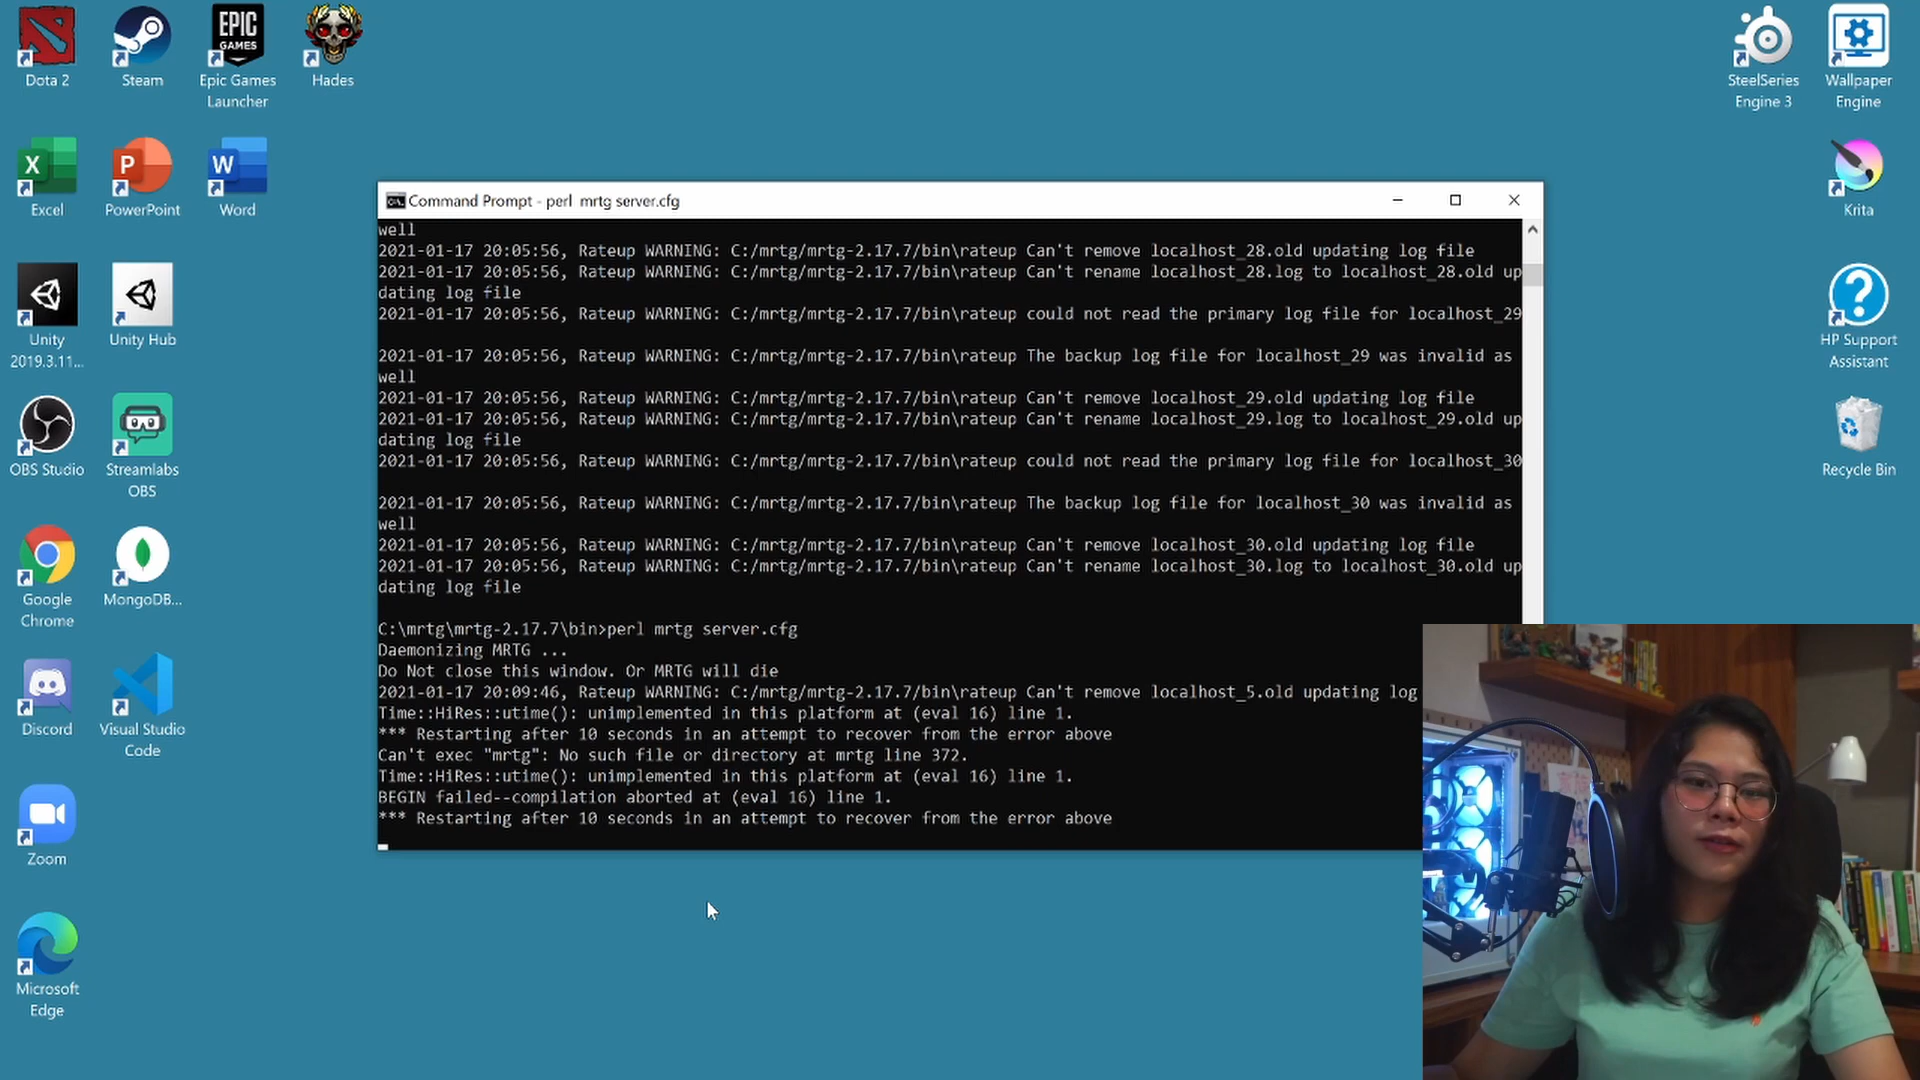 Dota 2
Steam
EPIC
GAMES
Epic Games
Launcher
Hades
SteelSeries
Engine 3
Wallpaper
Engine
X
Excel
P
PowerPoint
W
Word
Krita
Unity
2019.3.11...
Unity Hub
?
HP Support
Assistant
OBS Studio
Streamlabs
OBS
Recycle Bin
Google
Chrome
MongoDB...
Discord
Visual Studio
Code
Zoom
Microsoft
Edge
Command Prompt - perl  mrtg server.cfg
well
2021-01-17 20:05:56, Rateup WARNING: C:/mrtg/mrtg-2.17.7/bin\rateup Can't remove localhost_28.old updating log file
2021-01-17 20:05:56, Rateup WARNING: C:/mrtg/mrtg-2.17.7/bin\rateup Can't rename localhost_28.log to localhost_28.old up
dating log file
2021-01-17 20:05:56, Rateup WARNING: C:/mrtg/mrtg-2.17.7/bin\rateup could not read the primary log file for localhost_29
2021-01-17 20:05:56, Rateup WARNING: C:/mrtg/mrtg-2.17.7/bin\rateup The backup log file for localhost_29 was invalid as
well
2021-01-17 20:05:56, Rateup WARNING: C:/mrtg/mrtg-2.17.7/bin\rateup Can't remove localhost_29.old updating log file
2021-01-17 20:05:56, Rateup WARNING: C:/mrtg/mrtg-2.17.7/bin\rateup Can't rename localhost_29.log to localhost_29.old up
dating log file
2021-01-17 20:05:56, Rateup WARNING: C:/mrtg/mrtg-2.17.7/bin\rateup could not read the primary log file for localhost_30
2021-01-17 20:05:56, Rateup WARNING: C:/mrtg/mrtg-2.17.7/bin\rateup The backup log file for localhost_30 was invalid as
well
2021-01-17 20:05:56, Rateup WARNING: C:/mrtg/mrtg-2.17.7/bin\rateup Can't remove localhost_30.old updating log file
2021-01-17 20:05:56, Rateup WARNING: C:/mrtg/mrtg-2.17.7/bin\rateup Can't rename localhost_30.log to localhost_30.old up
dating log file
C:\mrtg\mrtg-2.17.7\bin>perl mrtg server.cfg
Daemonizing MRTG ...
Do Not close this window. Or MRTG will die
2021-01-17 20:09:46, Rateup WARNING: C:/mrtg/mrtg-2.17.7/bin\rateup Can't remove localhost_5.old updating log
Time::HiRes::utime(): unimplemented in this platform at (eval 16) line 1.
*** Restarting after 10 seconds in an attempt to recover from the error above
Can't exec "mrtg": No such file or directory at mrtg line 372.
Time::HiRes::utime(): unimplemented in this platform at (eval 16) line 1.
BEGIN failed--compilation aborted at (eval 16) line 1.
*** Restarting after 10 seconds in an attempt to recover from the error above